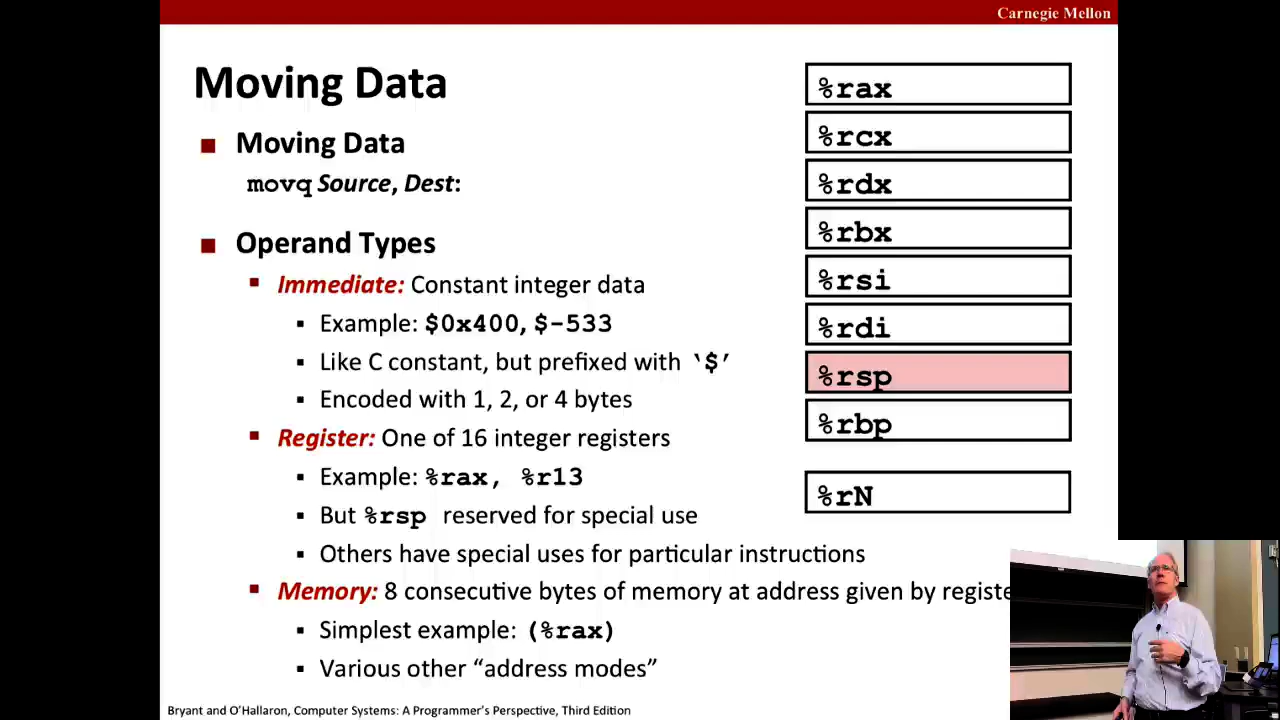 Carnegie Mellon
Moving Data
Moving Data
movq Source, Dest:
Operand Types
Immediate: Constant integer data
Example: $0x400, $-533
Like C constant, but prefixed with ‘$’
Encoded with 1, 2, or 4 bytes
Register: One of 16 integer registers
Example: %rax, %r13
But %rsp reserved for special use
Others have special uses for particular instructions
Memory: 8 consecutive bytes of memory at address given by registe
Simplest example: (%rax)
Various other “address modes”
%rax
%rcx
%rdx
%rbx
%rsi
%rdi
%rsp
%rbp
%rN
Bryant and O’Hallaron, Computer Systems: A Programmer’s Perspective, Third Edition